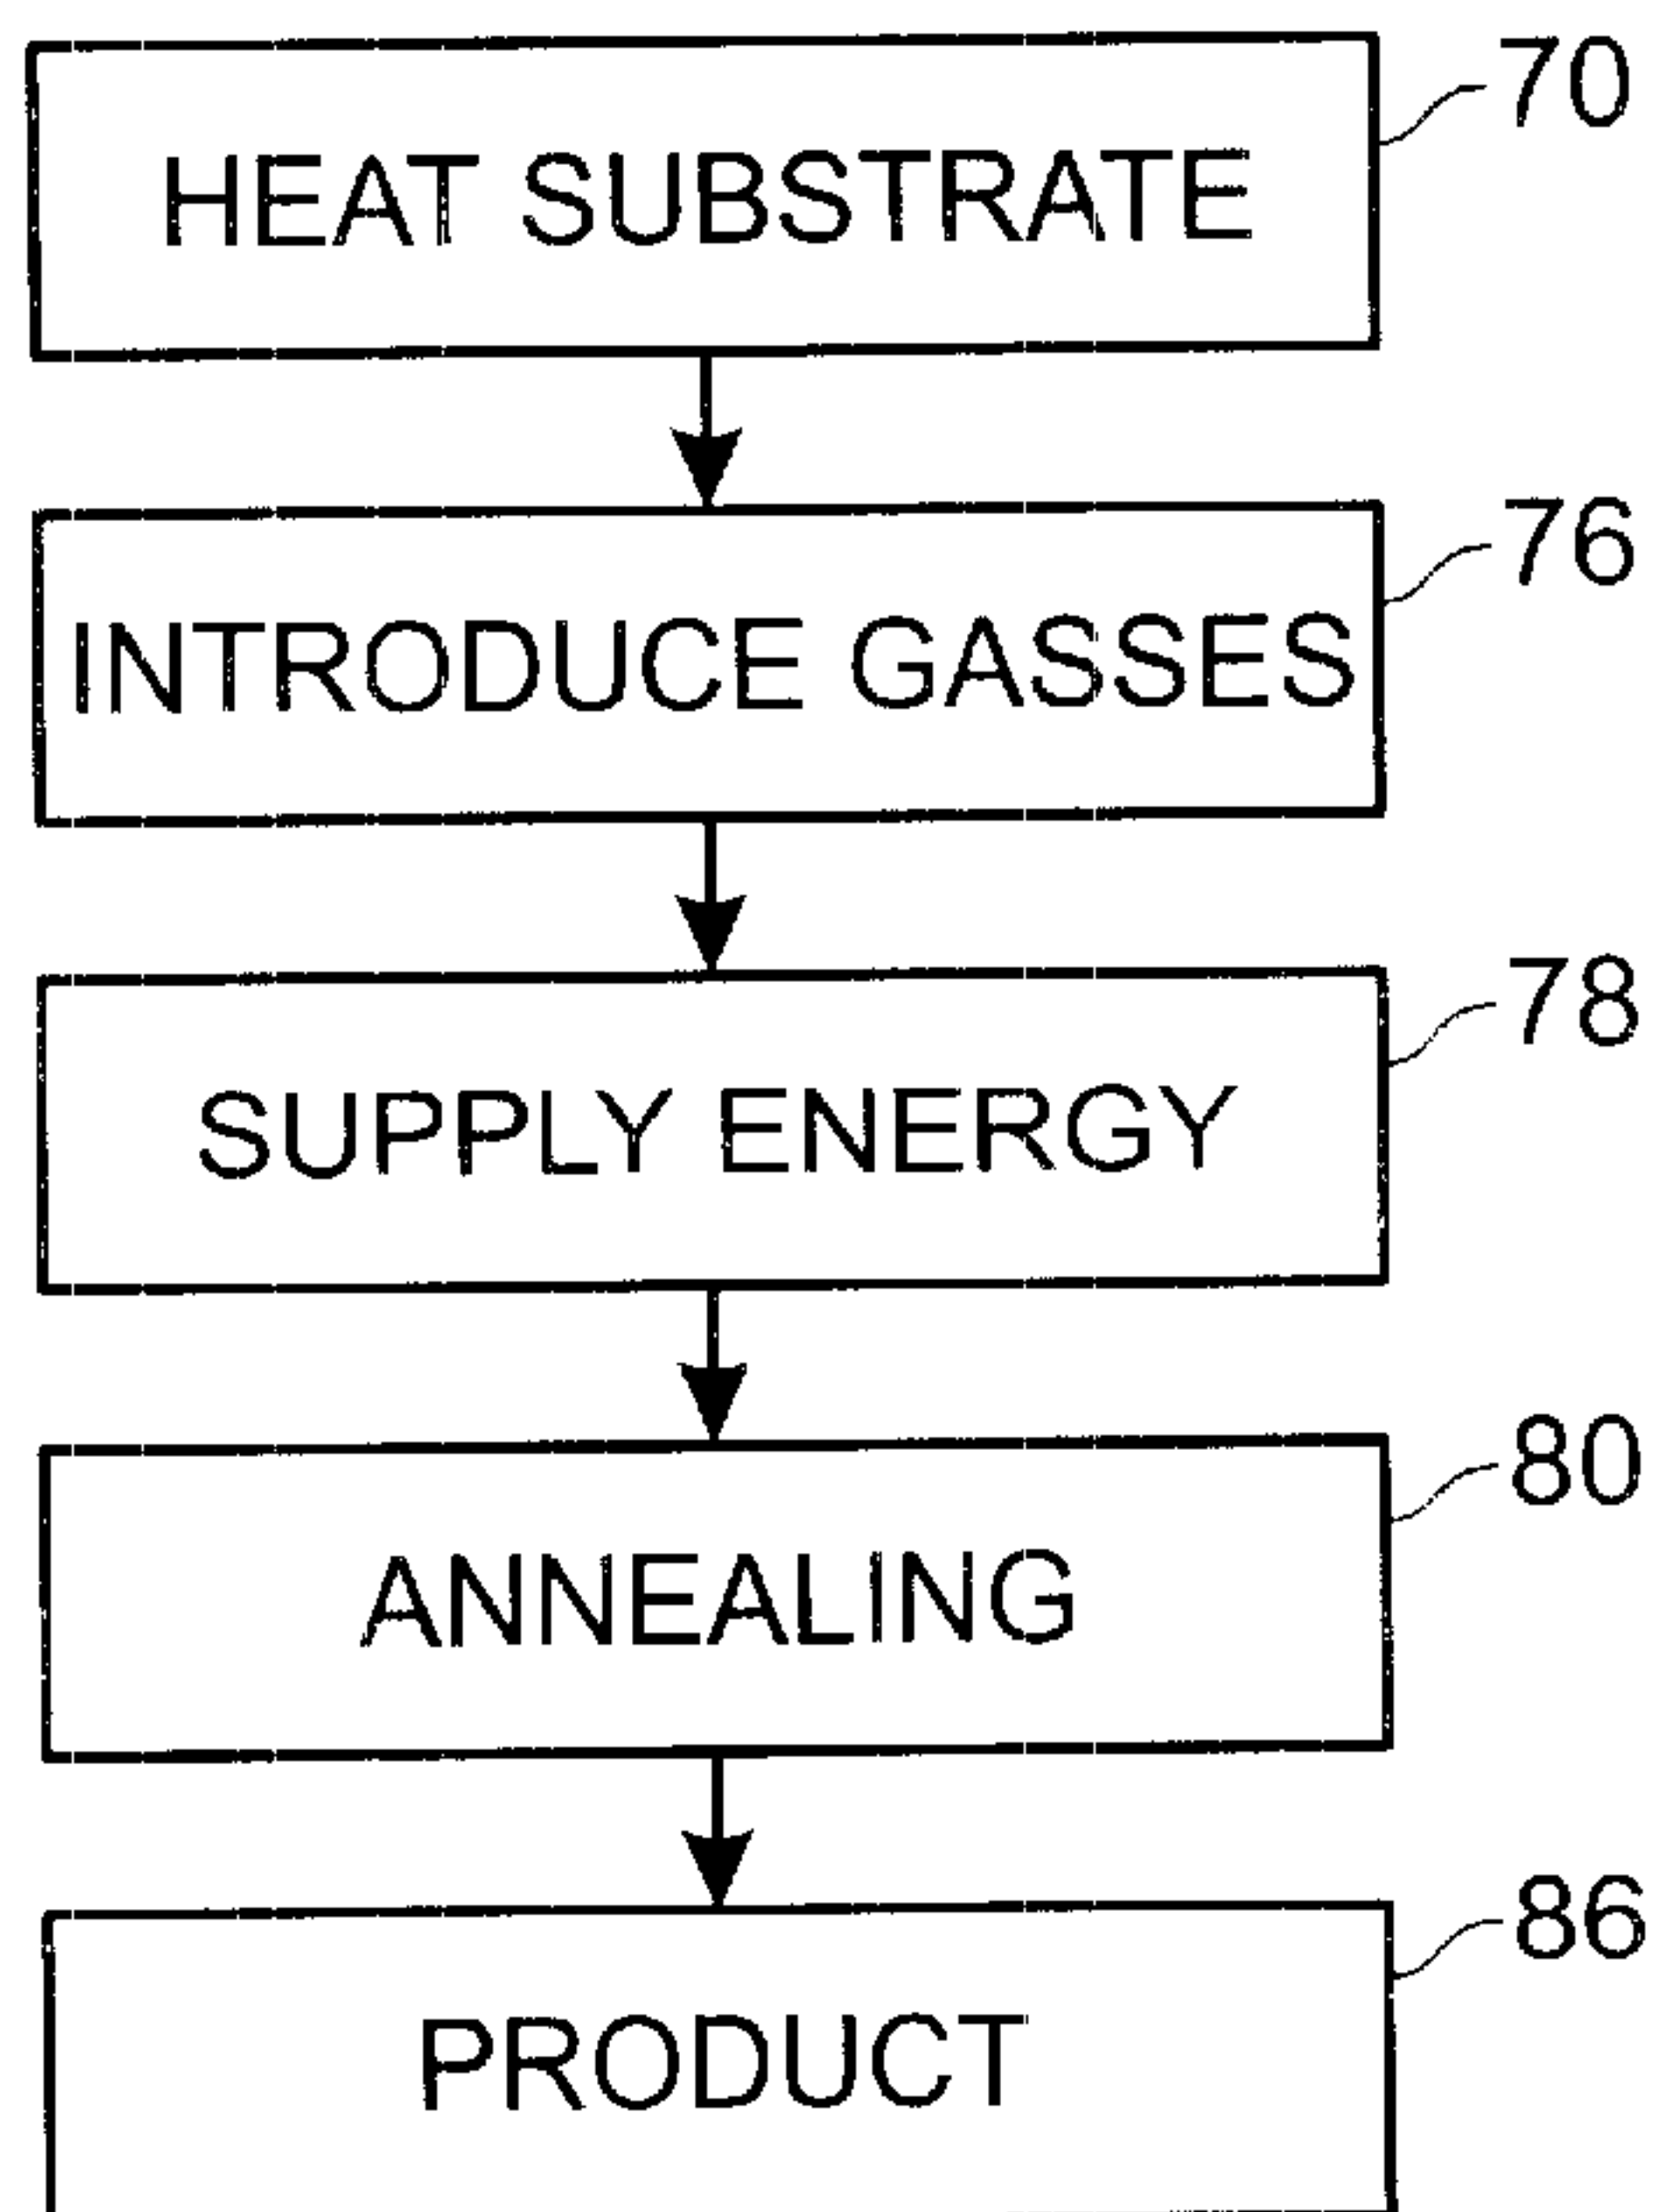 70
HEAT SUBSTRATE
76
INTRODUCE GASSES
78
SUPPLY ENERGY
80
ANNEALING
86
PRODUCT